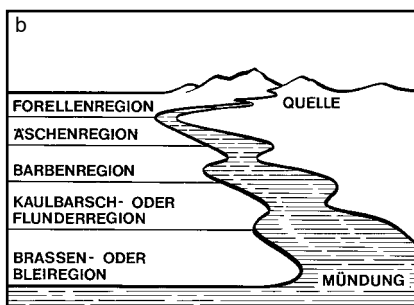 b
FORELLENREGION
QUELLE
ÄSCHENREGION
BARBENREGION
KAULBARSCH- ODER
FLUNDERREGION
BRASSEN- ODER
BLEIREGION
MÜNDUNG